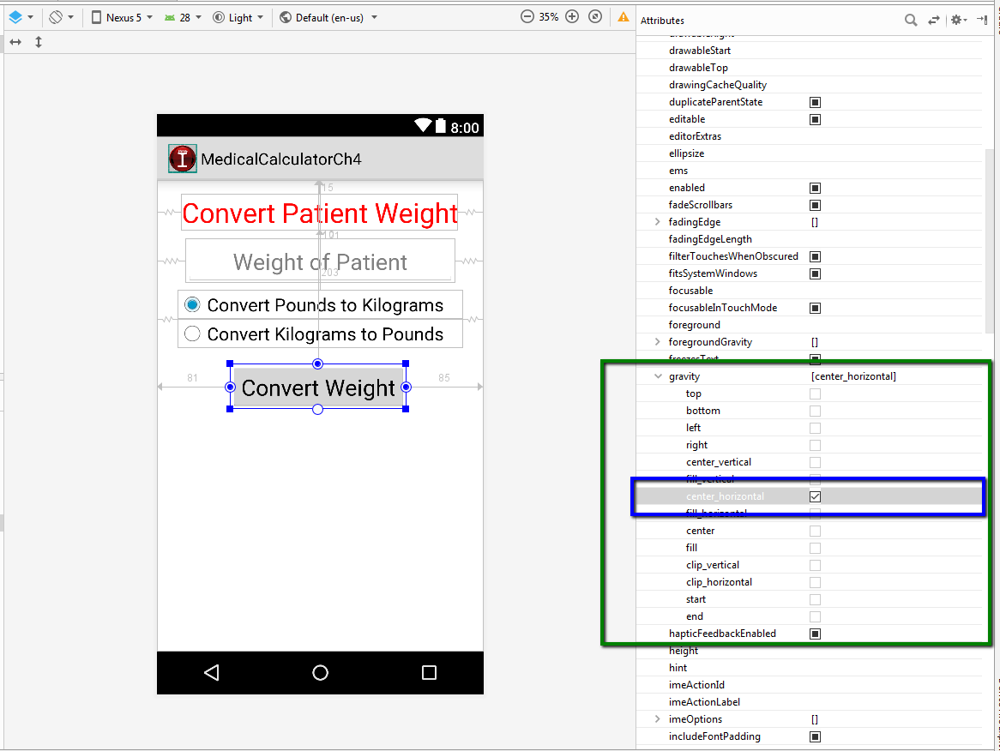 Nexus 5 28 Light Default (en-us) 35%
Attributes
8:00
MedicalCalculatorCh4
15
Convert Patient Weight
101
Weight of Patient
203
Convert Pounds to Kilograms
Convert Kilograms to Pounds
81 85
Convert Weight
drawableRight
drawableStart
drawableTop
drawingCacheQuality
duplicateParentState
editable
editorExtras
ellipsize
ems
enabled
fadeScrollbars
fadingEdge []
fadingEdgeLength
filterTouchesWhenObscured
fitsSystemWindows
focusable
focusableInTouchMode
foreground
foregroundGravity []
freezesText
gravity [center_horizontal]
top
bottom
left
right
center_vertical
fill_vertical
center_horizontal
fill_horizontal
center
fill
clip_vertical
clip_horizontal
start
end
hapticFeedbackEnabled
height
hint
imeActionId
imeActionLabel
imeOptions []
includeFontPadding